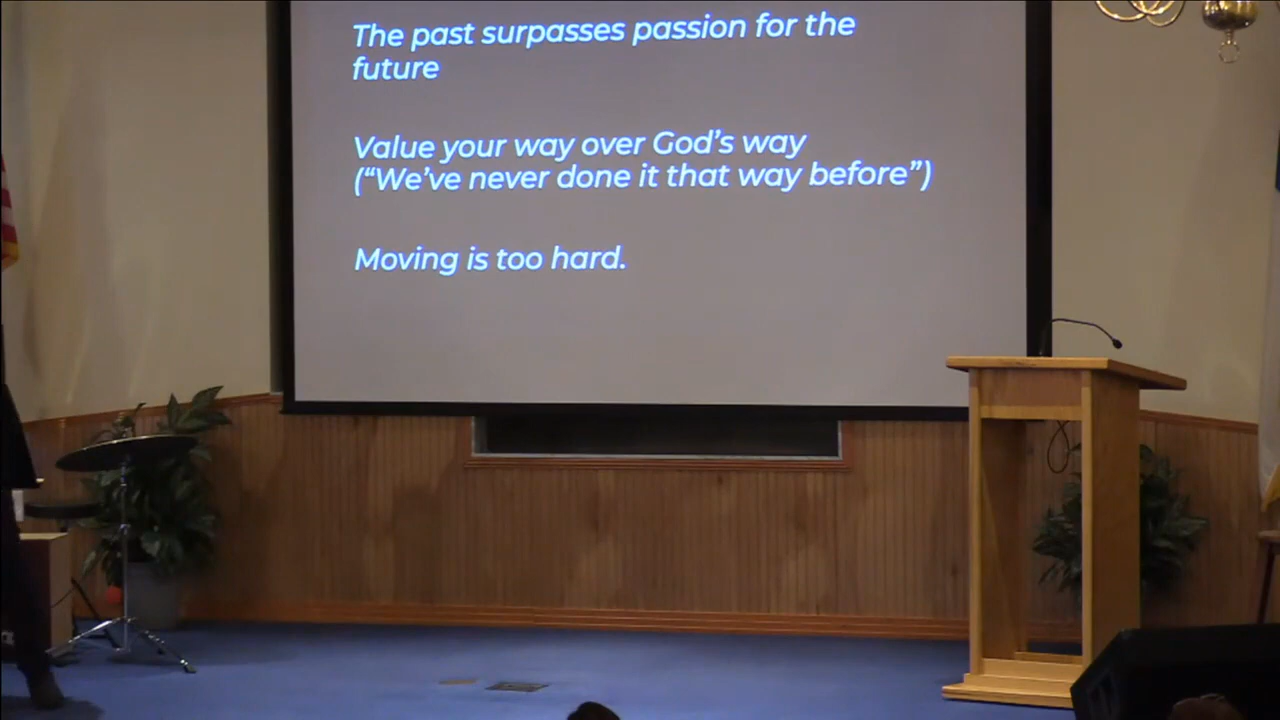 The past surpasses passion for the
future
Value your way over God's way
(“We've never done it that way before”)
Moving is too hard.